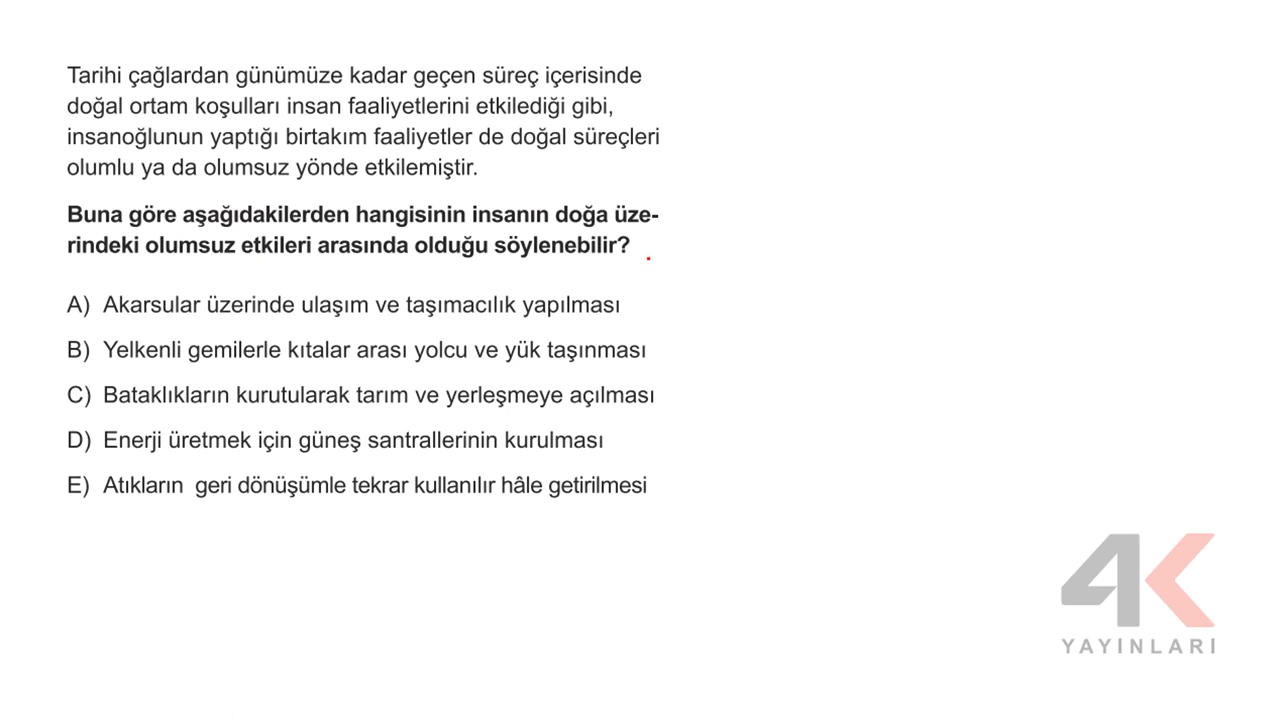 Tarihi çağlardan günümüze kadar geçen süreç içerisinde
doğal ortam koşulları insan faaliyetlerini etkilediği gibi,
insanoğlunun yaptığı birtakım faaliyetler de doğal süreçleri
olumlu ya da olumsuz yönde etkilemiştir.
Buna göre aşağıdakilerden hangisinin insanın doğa üze-
rindeki olumsuz etkileri arasında olduğu söylenebilir?
A) Akarsular üzerinde ulaşım ve taşımacılık yapılması
B) Yelkenli gemilerle kıtalar arası yolcu ve yük taşınması
C) Bataklıkların kurutularak tarım ve yerleşmeye açılması
D) Enerji üretmek için güneş santrallerinin kurulması
E) Atıkların geri dönüşümle tekrar kullanılır hâle getirilmesi
4K
YAYINLARI